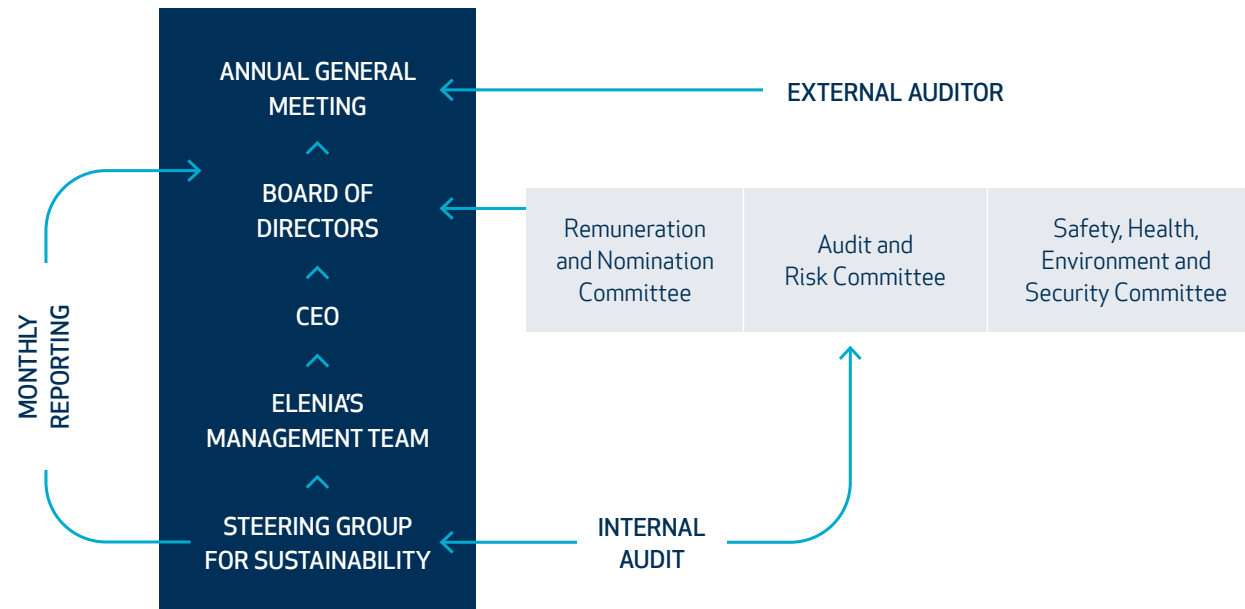 ANNUAL GENERAL
MEETING
EXTERNAL AUDITOR
BOARD OF
DIRECTORS
Remuneration
and Nomination
Committee
Audit and
Risk Committee
Safety, Health,
Environment and
Security Committee
CEO
MONTHLY
REPORTING
ELENIA'S
MANAGEMENT TEAM
STEERING GROUP
FOR SUSTAINABILITY
INTERNAL
AUDIT